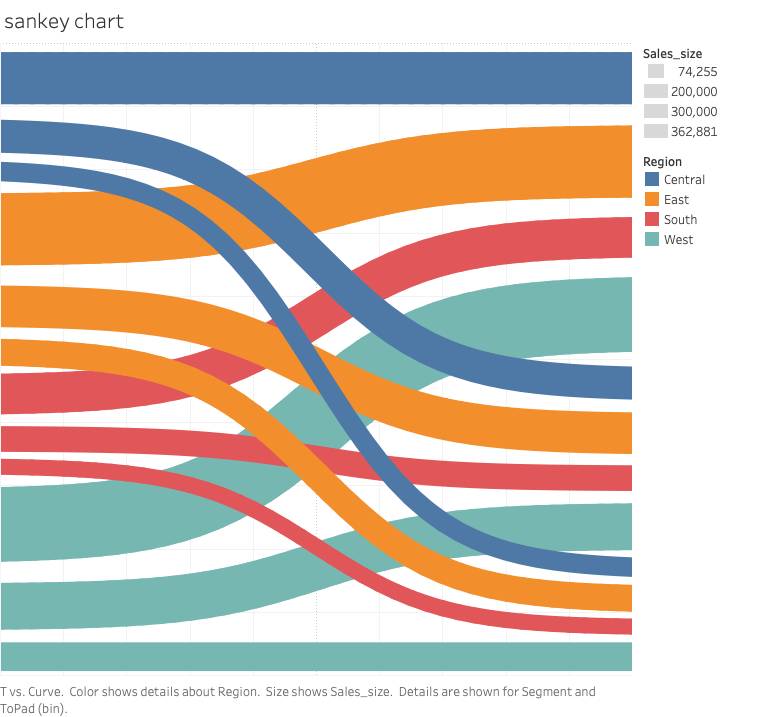 sankey chart
Sales_size
74,255
200,000
300,000
362,881
Region
Central
East
South
West
T vs. Curve. Color shows details about Region. Size shows Sales_size. Details are shown for Segment and
ToPad (bin).